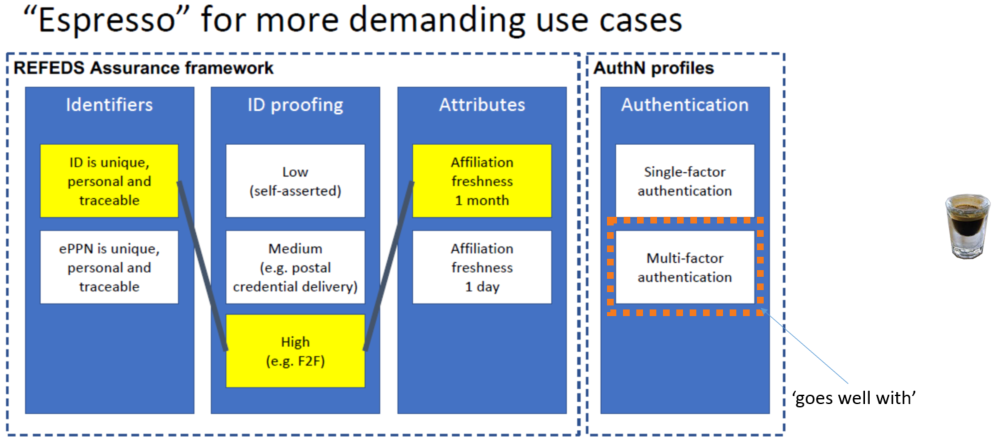 “Espresso” for more demanding use cases
REFEDS Assurance framework
Identifiers
ID is unique,
personal and
traceable
ePPN is unique,
personal and
traceable
ID proofing
Low
(self-asserted)
Medium
(e.g. postal
credential delivery)
High
(e.g. F2F)
Attributes
Affiliation
freshness
1 month
Affiliation
freshness
1 day
AuthN profiles
Authentication
Single-factor
authentication
Multi-factor
authentication
‘goes well with’